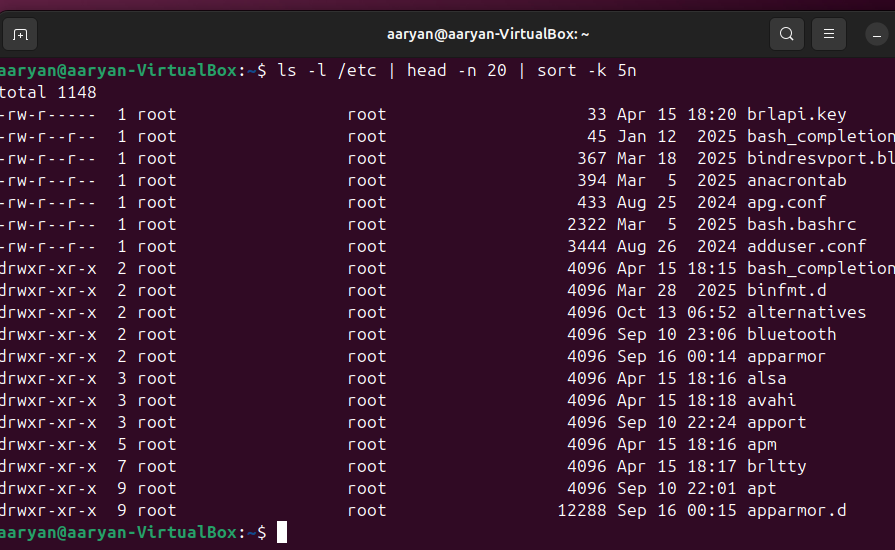 aaryan@aaryan-VirtualBox: ~
aaryan@aaryan-VirtualBox:~$ ls -l /etc | head -n 20 | sort -k 5n
total 1148
-rw-r----- 1 root root 33 Apr 15 18:20 brlapi.key
-rw-r--r-- 1 root root 45 Jan 12 2025 bash_completion
-rw-r--r-- 1 root root 367 Mar 18 2025 bindresvport.bl
-rw-r--r-- 1 root root 394 Mar 5 2025 anacrontab
-rw-r--r-- 1 root root 433 Aug 25 2024 apg.conf
-rw-r--r-- 1 root root 2322 Mar 5 2025 bash.bashrc
-rw-r--r-- 1 root root 3444 Aug 26 2024 adduser.conf
drwxr-xr-x 2 root root 4096 Apr 15 18:15 bash_completion
drwxr-xr-x 2 root root 4096 Mar 28 2025 binfmt.d
drwxr-xr-x 2 root root 4096 Oct 13 06:52 alternatives
drwxr-xr-x 2 root root 4096 Sep 10 23:06 bluetooth
drwxr-xr-x 2 root root 4096 Sep 16 00:14 apparmor
drwxr-xr-x 3 root root 4096 Apr 15 18:16 alsa
drwxr-xr-x 3 root root 4096 Apr 15 18:18 avahi
drwxr-xr-x 3 root root 4096 Sep 10 22:24 apport
drwxr-xr-x 5 root root 4096 Apr 15 18:16 apm
drwxr-xr-x 7 root root 4096 Apr 15 18:17 brltty
drwxr-xr-x 9 root root 4096 Sep 10 22:01 apt
drwxr-xr-x 9 root root 12288 Sep 16 00:15 apparmor.d
aaryan@aaryan-VirtualBox:~$